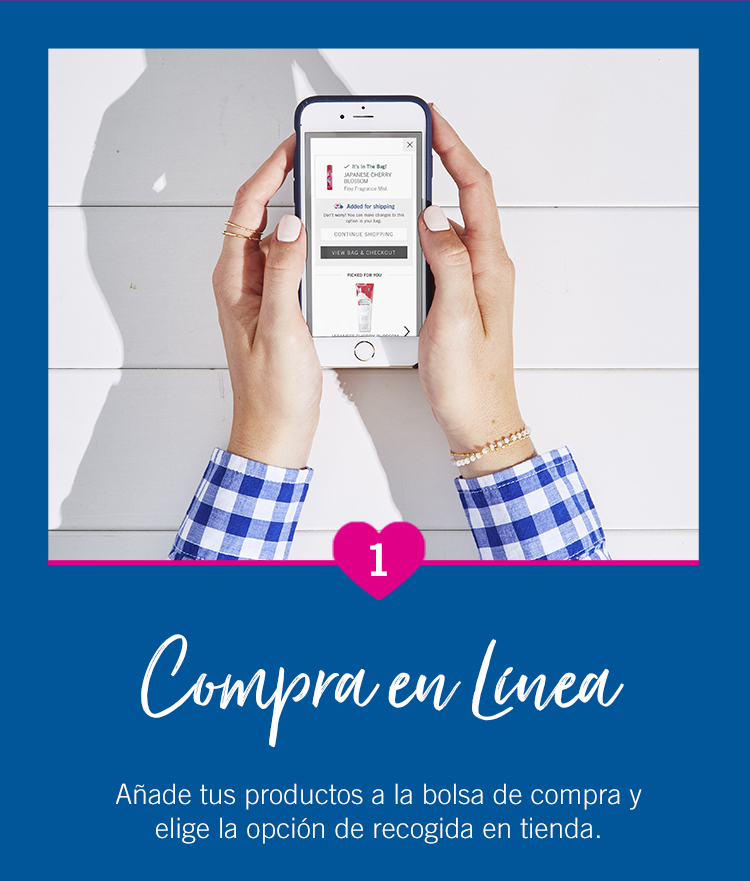 It's In The Bag!
JAPANESE CHERRY
BLOSSOM
Fine Fragrance Mist
Added for shipping
Don't worry! You can make changes to this
option in your bag.
CONTINUE SHOPPING
VIEW BAG & CHECKOUT
PICKED FOR YOU
1
Compra en Línea
Añade tus productos a la bolsa de compra y
elige la opción de recogida en tienda.